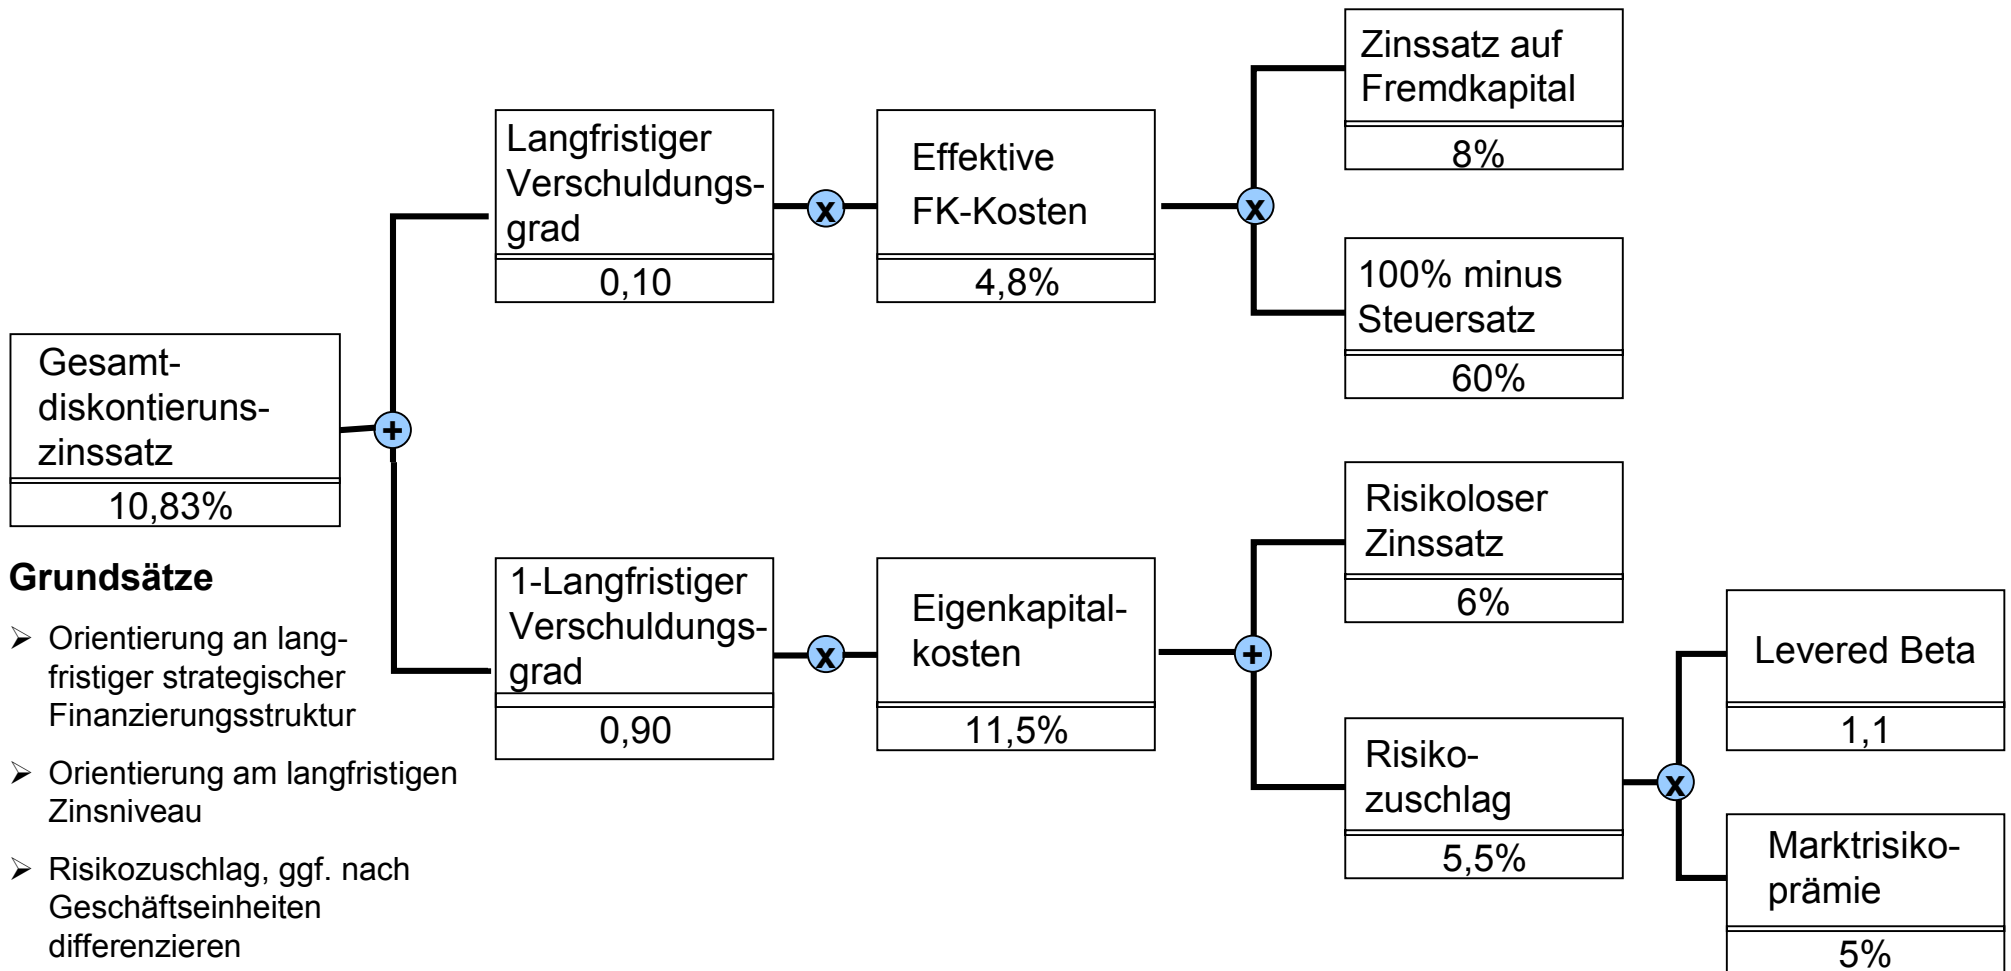 Zinssatz auf
Fremdkapital
8%
Langfristiger
Verschuldungs-
grad
0,10
x
Effektive
FK-Kosten
4,8%
x
100% minus
Steuersatz
60%
Gesamt-
diskontieruns-
zinssatz
10,83%
+
Grundsätze
➢ Orientierung an lang-
fristiger strategischer
Finanzierungsstruktur
➢ Orientierung am langfristigen
Zinsniveau
➢ Risikozuschlag, ggf. nach
Geschäftseinheiten
differenzieren
1-Langfristiger
Verschuldungs-
grad
0,90
x
Eigenkapital-
kosten
11,5%
+
Risikoloser
Zinssatz
6%
Risiko-
zuschlag
5,5%
x
Levered Beta
1,1
Marktrisiko-
prämie
5%